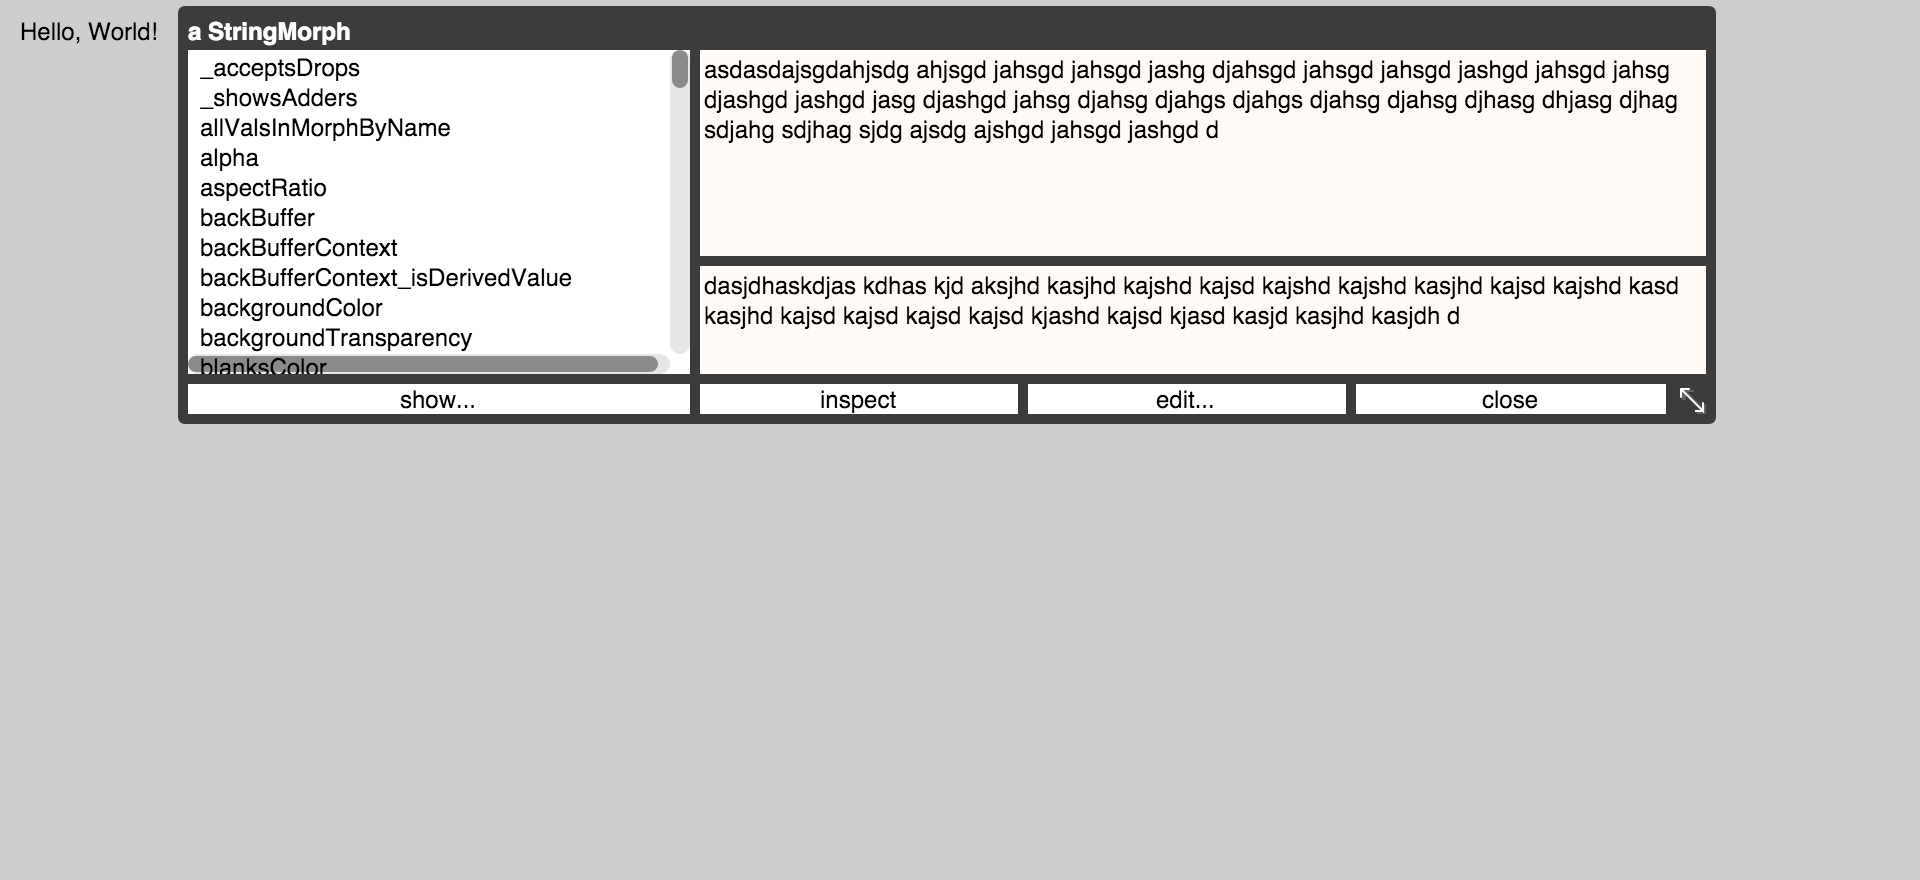 Hello, World!
a StringMorph
_acceptsDrops
_showsAdders
allValsInMorphByName
alpha
aspectRatio
backBuffer
backBufferContext
backBufferContext_isDerivedValue
backgroundColor
backgroundTransparency
blanksColor
asdasdajsgdahjsdg ahjsgd jahsgd jahsgd jashg djahsgd jahsgd jahsgd jashgd jahsgd jahsg
djashgd jashgd jasg djashgd jahsg djahsg djahgs djahgs djahsg djahsg djhasg dhjasg djhag
sdjahg sdjhag sjdg ajsdg ajshgd jahsgd jashgd d
dasjdhaskdjas kdhas kjd aksjhd kasjhd kajshd kajsd kajshd kajshd kasjhd kajsd kajshd kasd
kasjhd kajsd kajsd kajsd kajsd kjashd kajsd kjasd kasjd kasjhd kasjdh d
show...
inspect
edit...
close